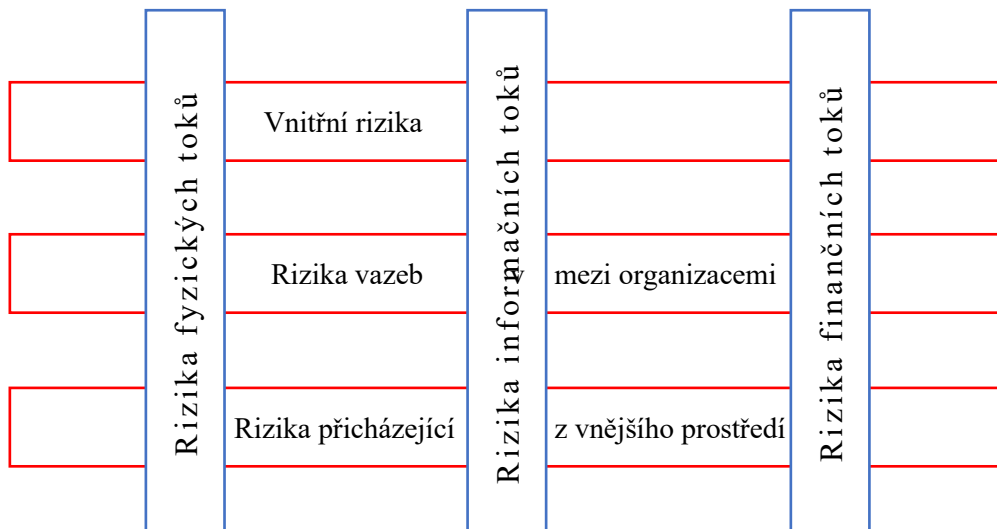 Rizika fyzických toků
Rizika informačních toků
Rizika finančních toků
Vnitřní rizika
Rizika vazeb v mezi organizacemi
Rizika přicházející z vnějšího prostředí